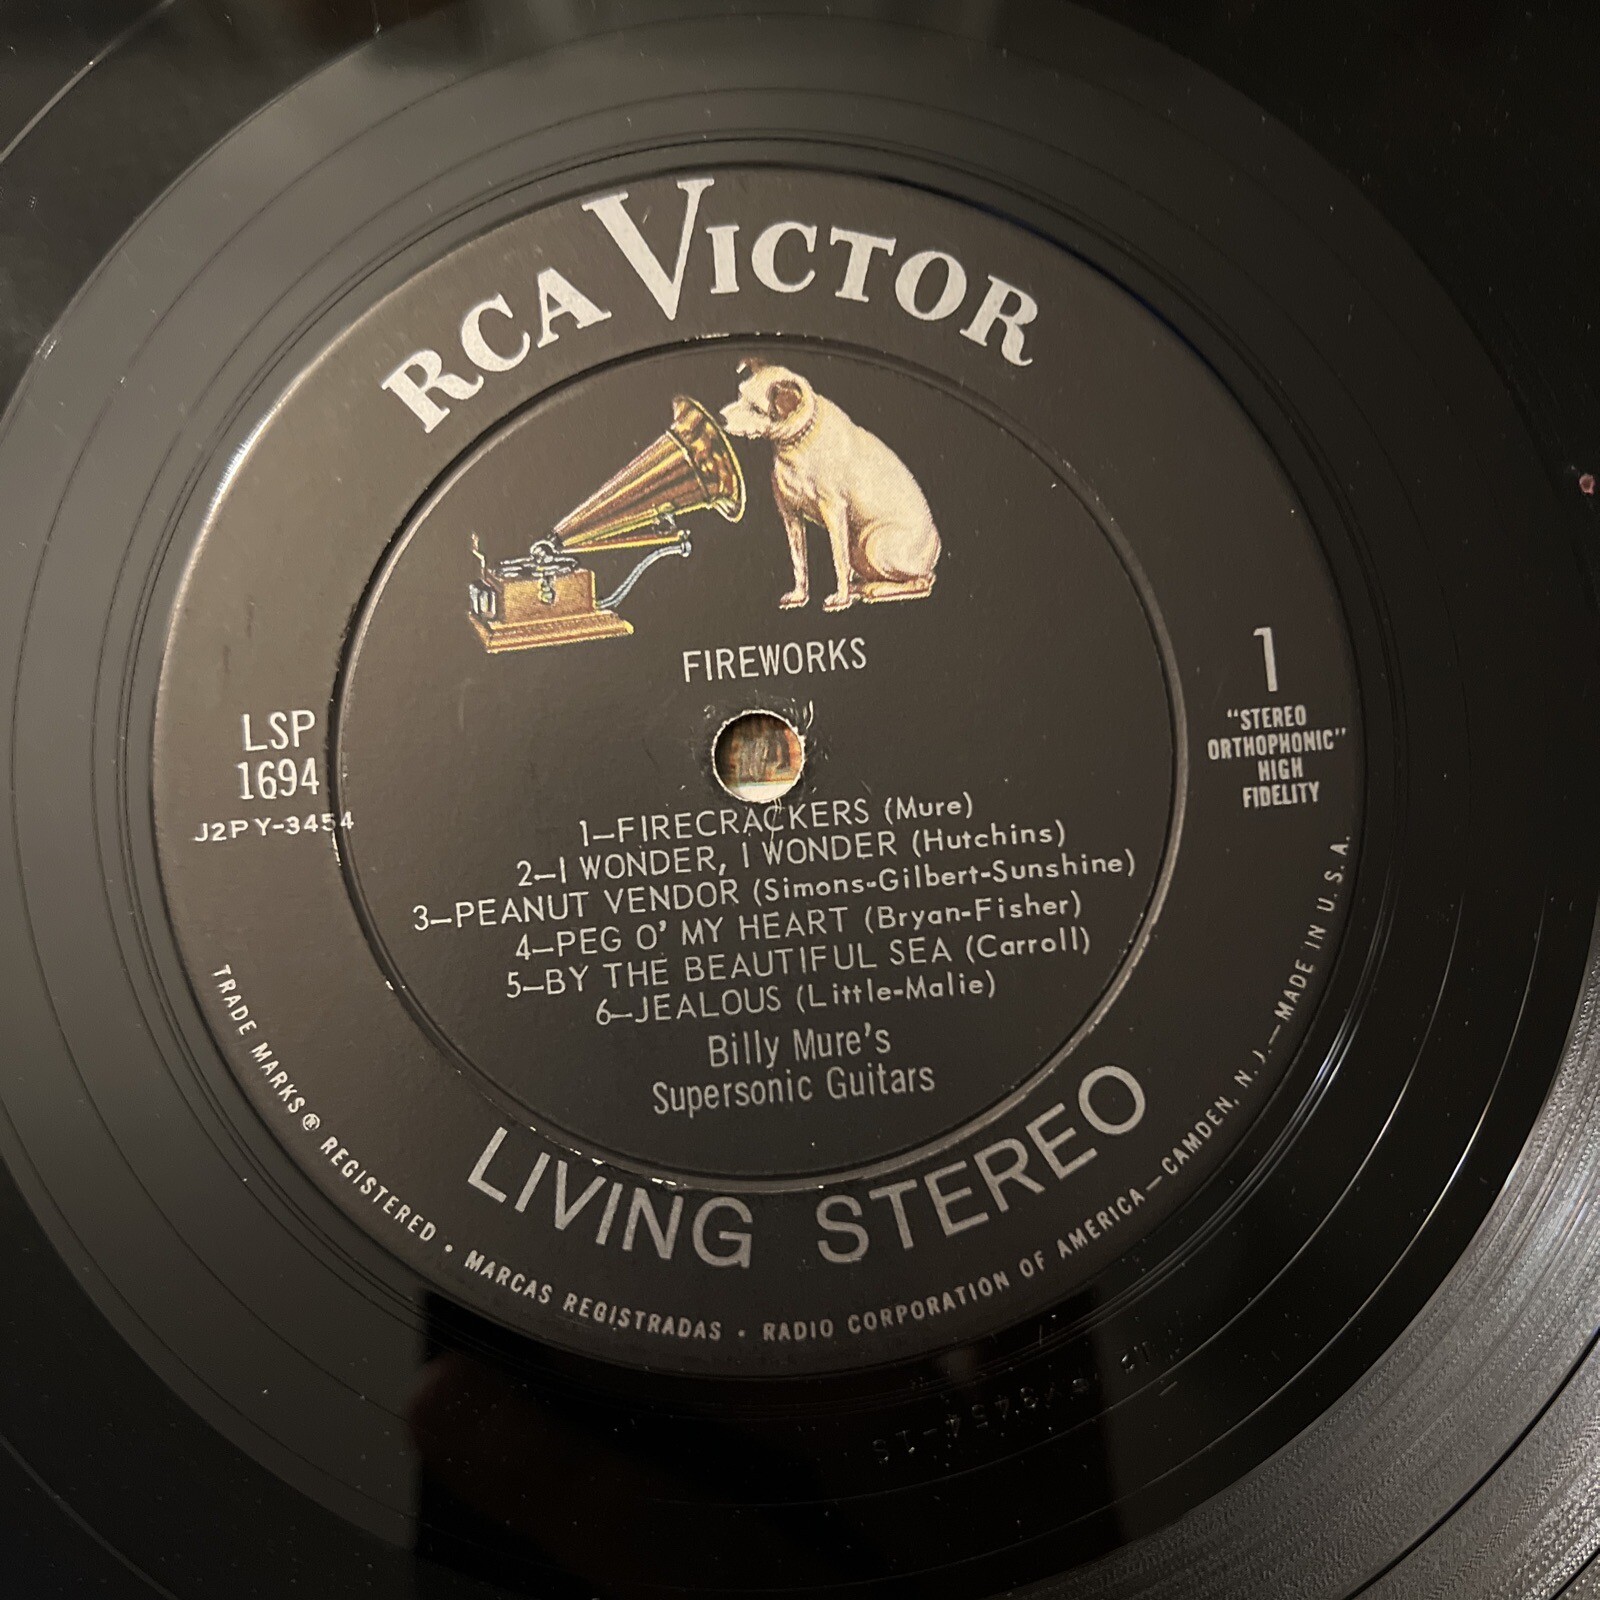 RCA VICTOR
FIREWORKS
LSP
1694
J2PY-3454
1
"STEREO
ORTHOPHONIC"
HIGH
FIDELITY
1—FIRECRACKERS (Mure)
2—I WONDER, I WONDER (Hutchins)
3—PEANUT VENDOR (Simons-Gilbert-Sunshine)
4—PEG O' MY HEART (Bryan-Fisher)
5—BY THE BEAUTIFUL SEA (Carroll)
6—JEALOUS (Little-Malie)
Billy Mure's
Supersonic Guitars
LIVING STEREO
TRADE MARKS ® REGISTERED • MARCAS REGISTRADAS • RADIO CORPORATION OF AMERICA — CAMDEN, N. J. — MADE IN U. S. A.